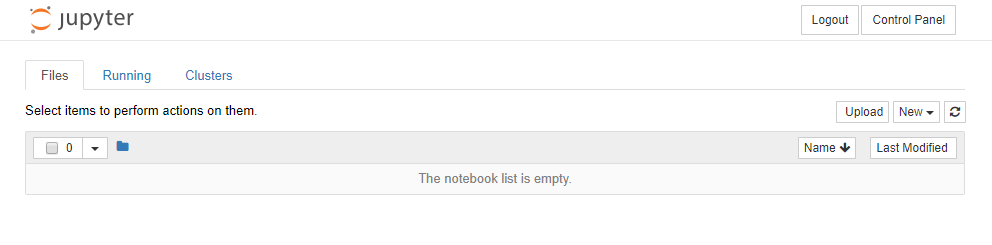 jupyter
Logout Control Panel
Files Running Clusters
Select items to perform actions on them.
Upload New
0 Name Last Modified
The notebook list is empty.